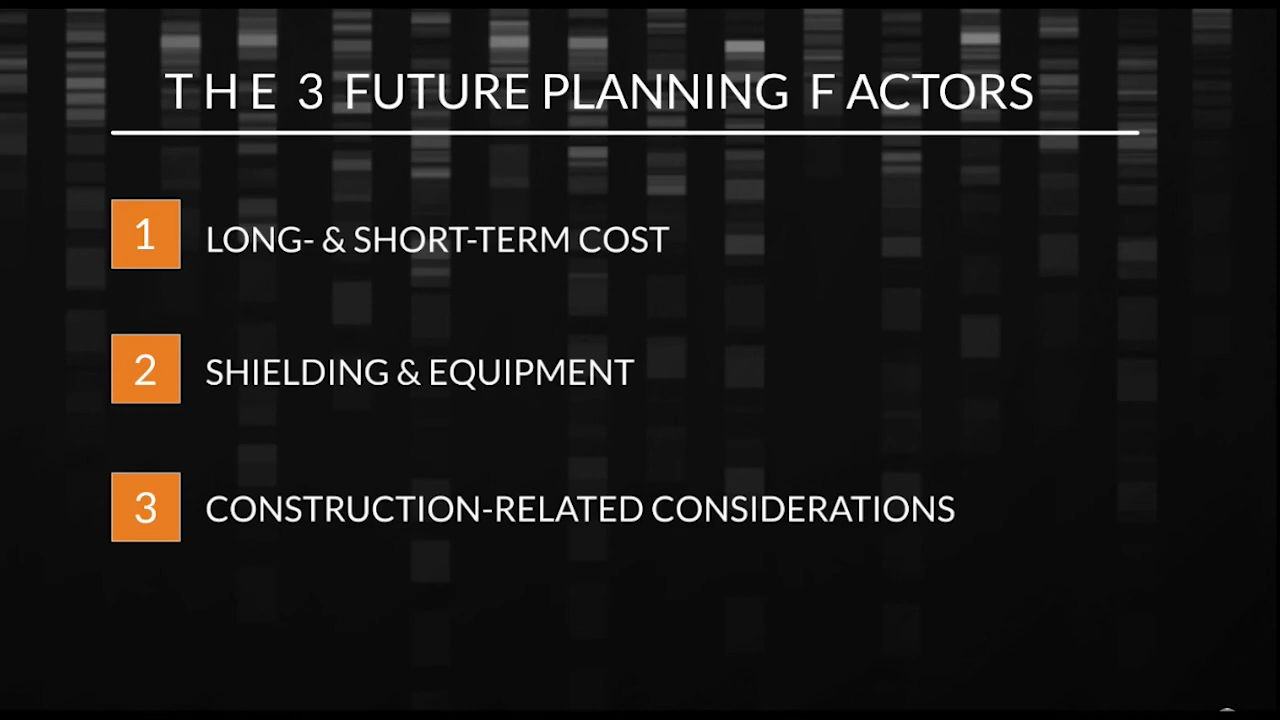 THE 3 FUTURE PLANNING FACTORS
1 LONG- & SHORT-TERM COST
2 SHIELDING & EQUIPMENT
3 CONSTRUCTION-RELATED CONSIDERATIONS